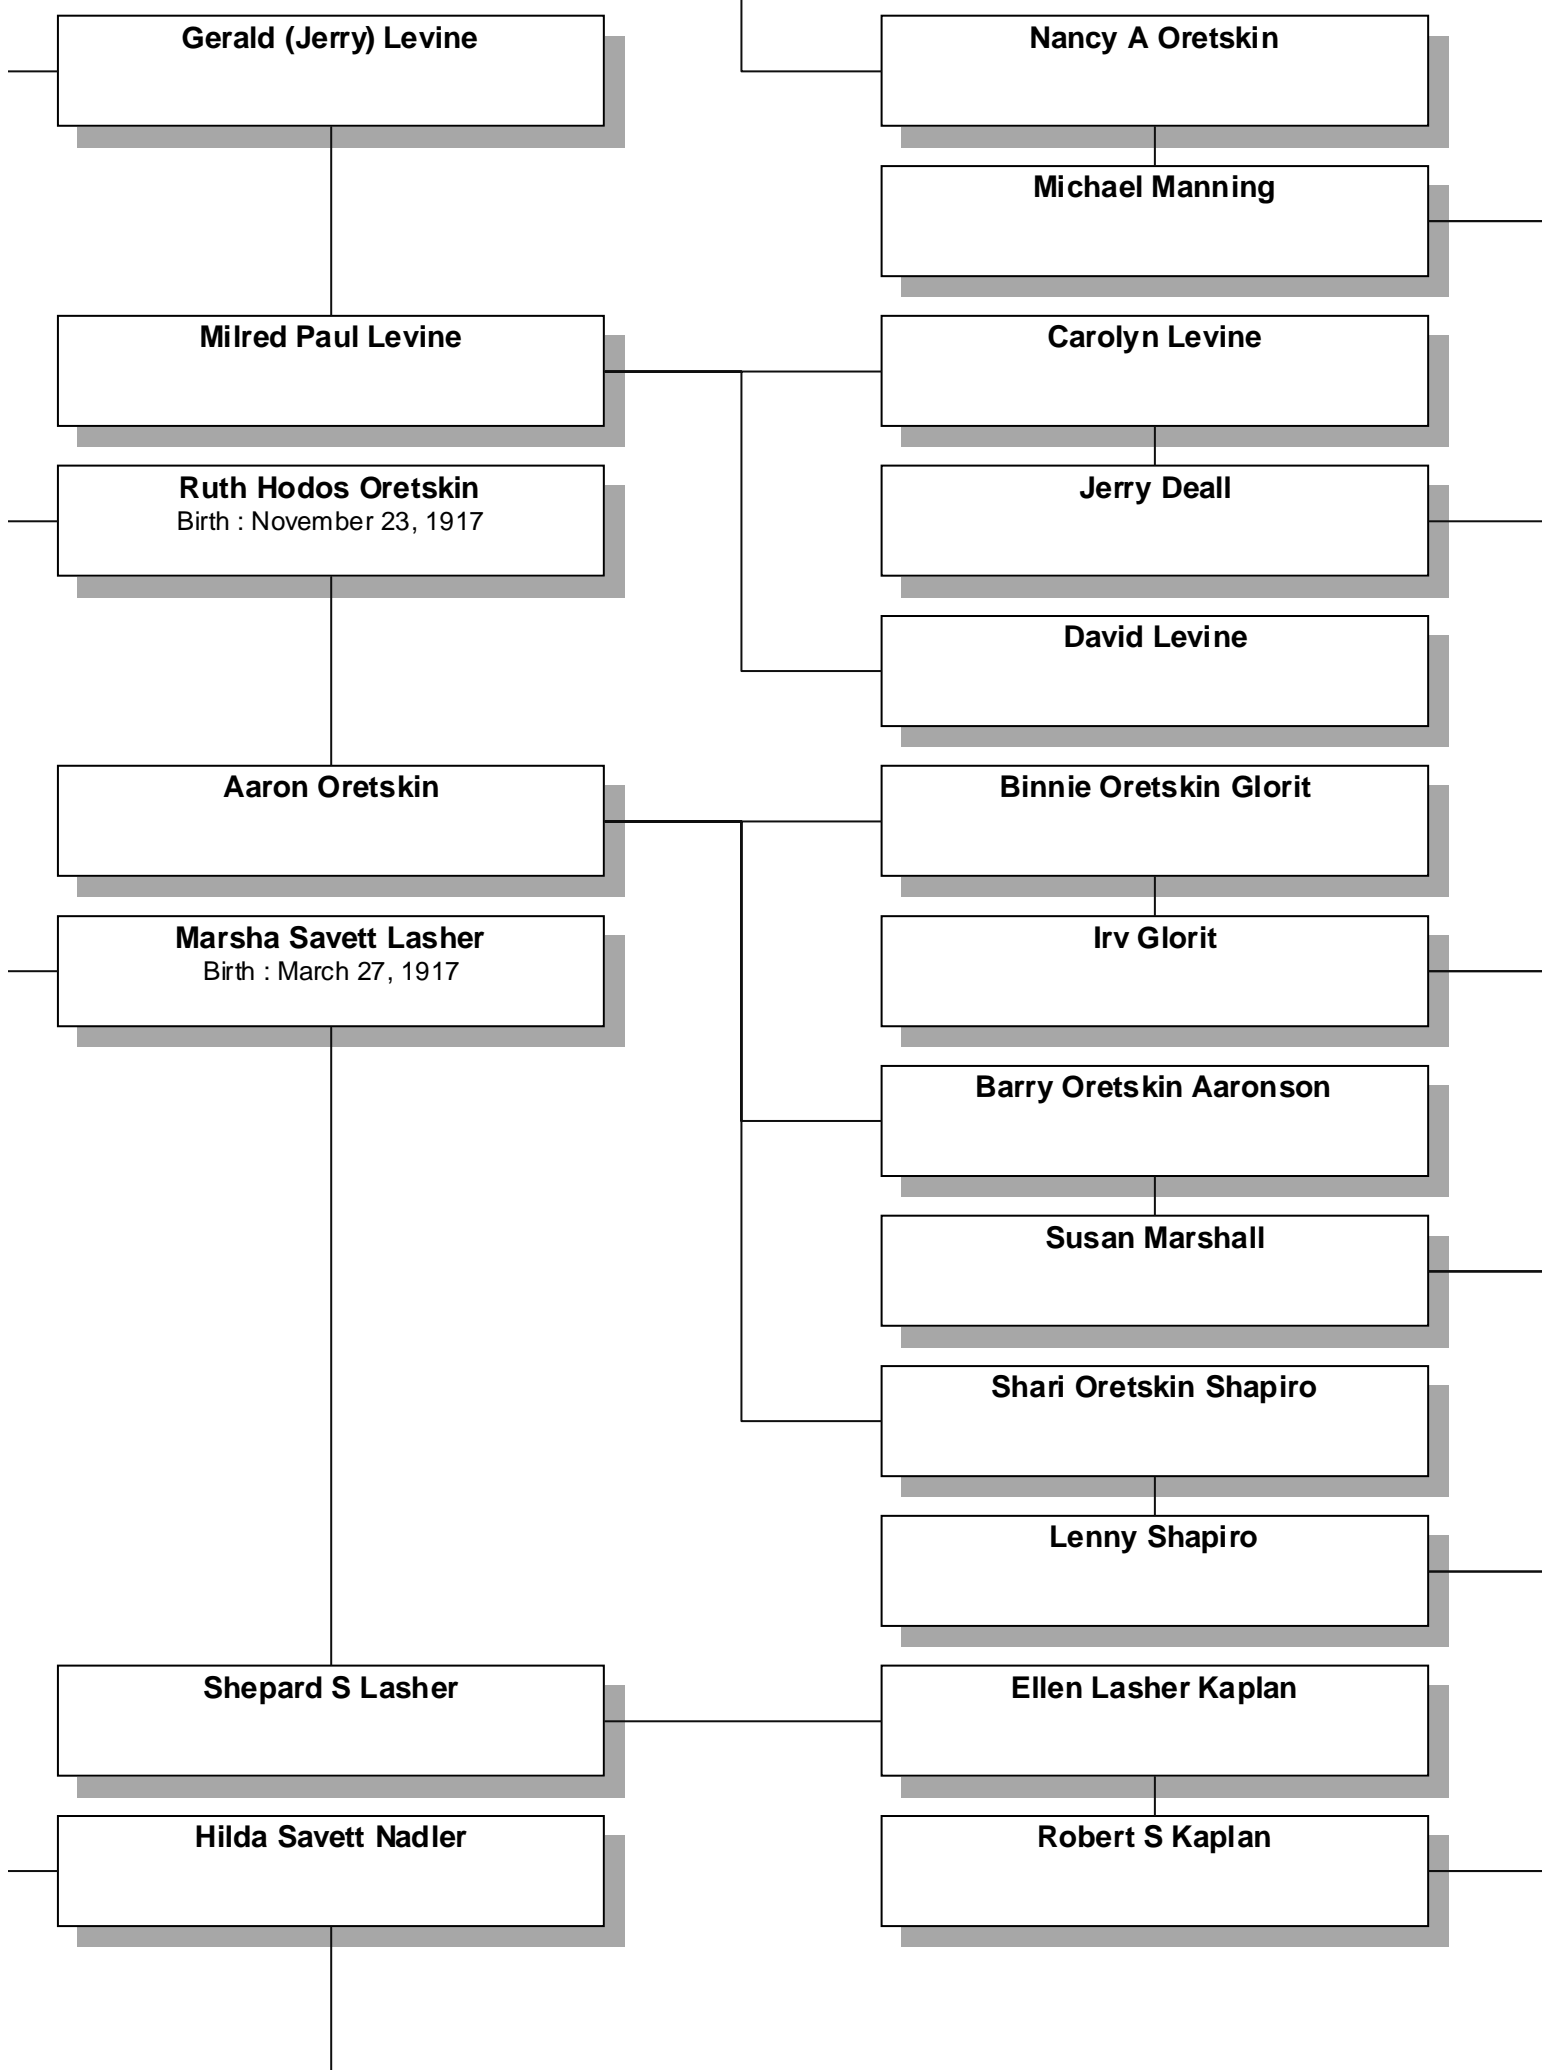 Gerald (Jerry) Levine
Nancy A Oretskin
Michael Manning
Milred Paul Levine
Carolyn Levine
Ruth Hodos Oretskin
Birth : November 23, 1917
Jerry Deall
David Levine
Aaron Oretskin
Binnie Oretskin Glorit
Marsha Savett Lasher
Birth : March 27, 1917
Irv Glorit
Barry Oretskin Aaronson
Susan Marshall
Shari Oretskin Shapiro
Lenny Shapiro
Shepard S Lasher
Ellen Lasher Kaplan
Hilda Savett Nadler
Robert S Kaplan